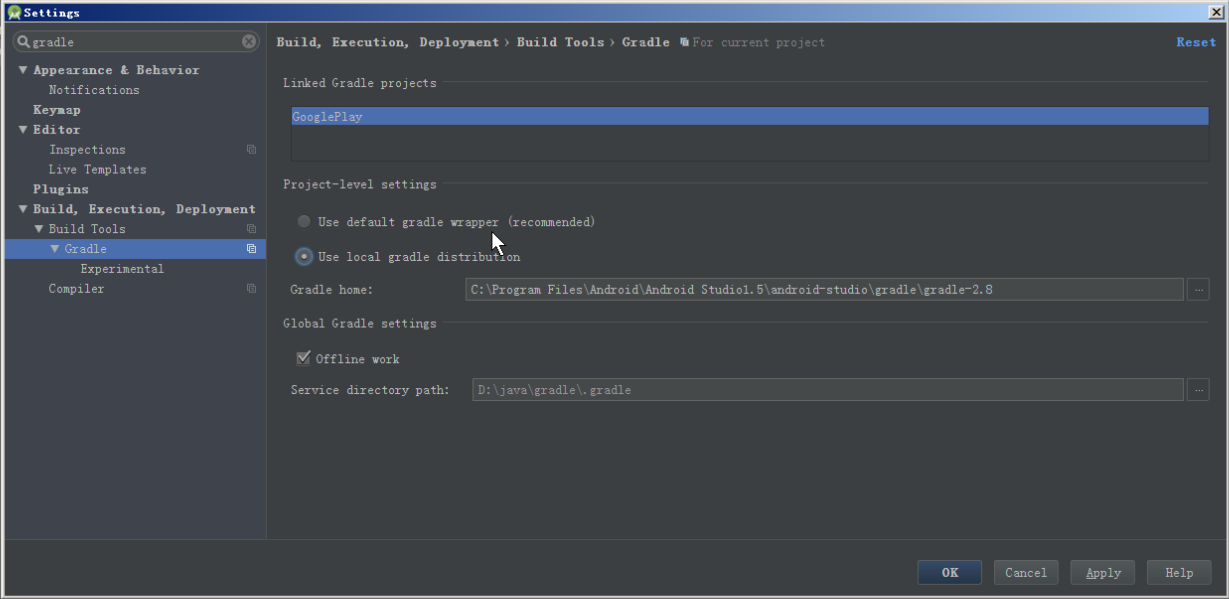 Settings
gradle
Build, Execution, Deployment › Build Tools › Gradle For current project Reset
Appearance & Behavior
Notifications
Keymap
Editor
Inspections
Live Templates
Plugins
Build, Execution, Deployment
Build Tools
Gradle
Experimental
Compiler
Linked Gradle projects
GooglePlay
Project-level settings
Use default gradle wrapper (recommended)
Use local gradle distribution
Gradle home: C:\Program Files\Android\Android Studio1.5\android-studio\gradle\gradle-2.8 ...
Global Gradle settings
Offline work
Service directory path: D:\java\gradle\.gradle ...
OK Cancel Apply Help